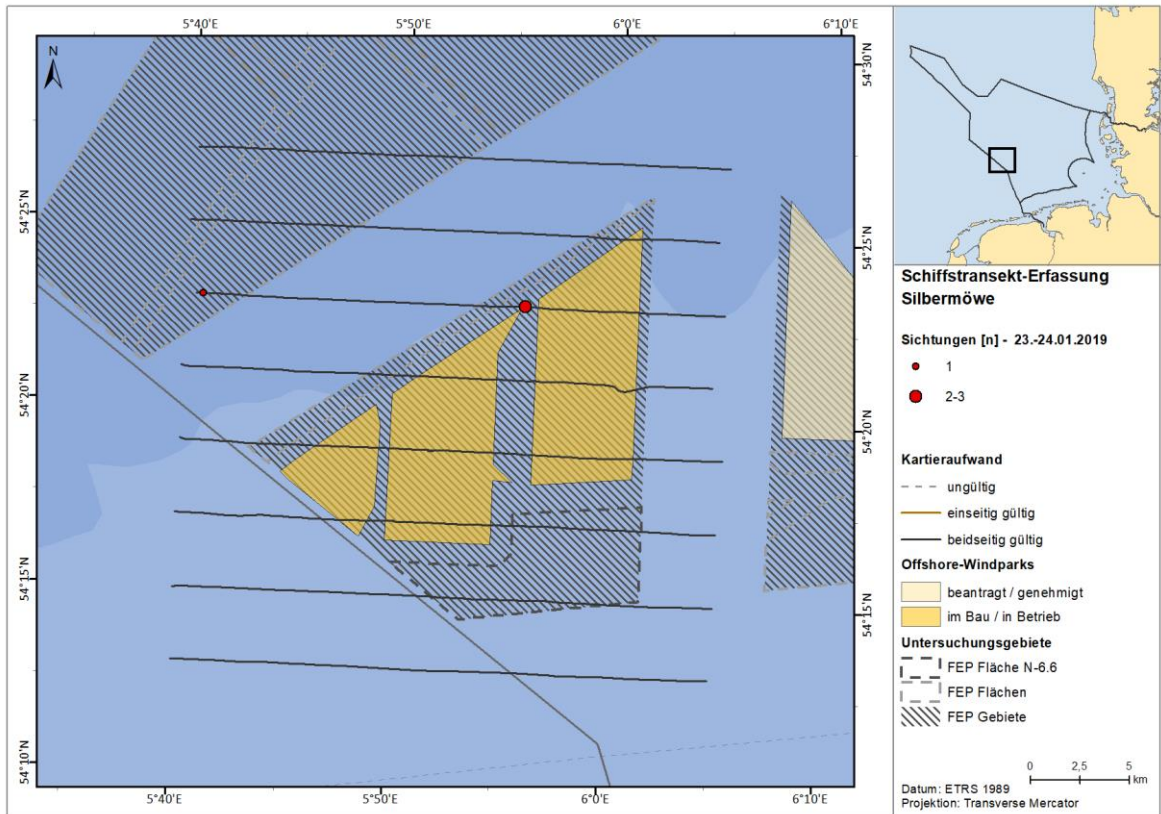 5°40'E 5°50'E 6°0'E 6°10'E
N
54°30'N
54°25'N
54°25'N
54°20'N
54°20'N
54°15'N
54°15'N
54°10'N
5°40'E 5°50'E 6°0'E 6°10'E
Schiffstransekt-Erfassung
Silbermöwe
Sichtungen [n] - 23.-24.01.2019
1
2-3
Kartieraufwand
ungültig
einseitig gültig
beidseitig gültig
Offshore-Windparks
beantragt / genehmigt
im Bau / in Betrieb
Untersuchungsgebiete
FEP Fläche N-6.6
FEP Flächen
FEP Gebiete
0 2,5 5
km
Datum: ETRS 1989
Projektion: Transverse Mercator